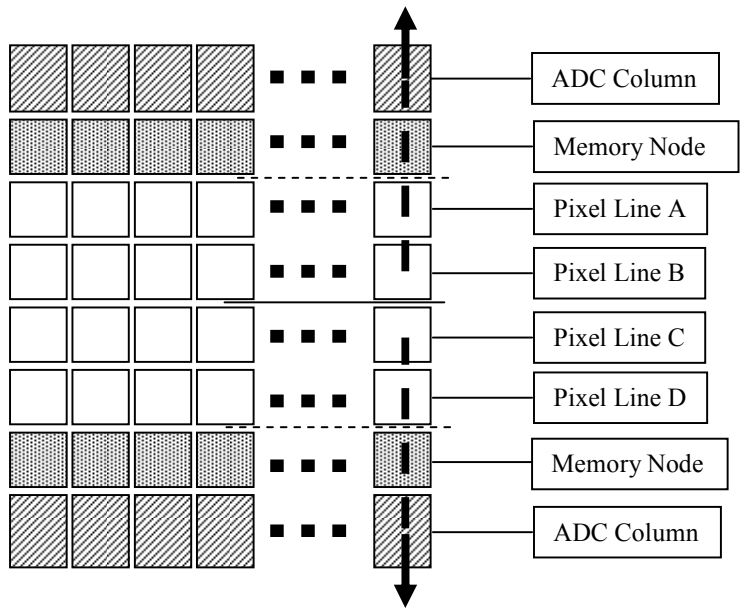 ADC Column
Memory Node
Pixel Line A
Pixel Line B
Pixel Line C
Pixel Line D
Memory Node
ADC Column